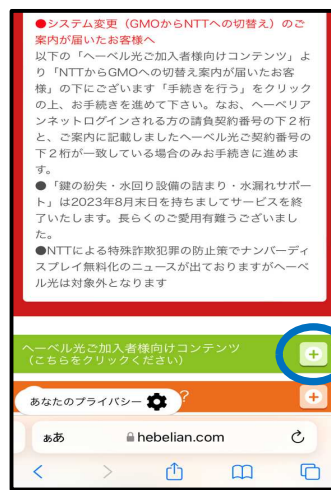 ●システム変更（GMOからNTTへの切替え）のご
案内が届いたお客様へ
以下の「へーベル光ご加入者様向けコンテンツ」よ
り「NTTからGMOへの切替え案内が届いたお客
様」の下にございます「手続きを行う」をクリック
の上、お手続きを進めて下さい。なお、へーベリア
ンネットログインされる方の請負契約番号の下２桁
と、ご案内に記載しましたへーベル光ご契約番号の
下２桁が一致している場合のみお手続きに進めま
す。
●「鍵の紛失・水回り設備の詰まり・水漏れサポー
ト」は2023年8月末日を持ちましてサービスを終
了いたします。長らくのご愛用有難うございまし
た。
●NTTによる特殊詐欺犯罪の防止策でナンバーディ
スプレイ無料化のニュースが出ておりますがへーベ
ル光は対象外となります
へーベル光ご加入者様向けコンテンツ
（こちらをクリックください）
あなたのプライバシー
?
ぁあ
hebelian.com